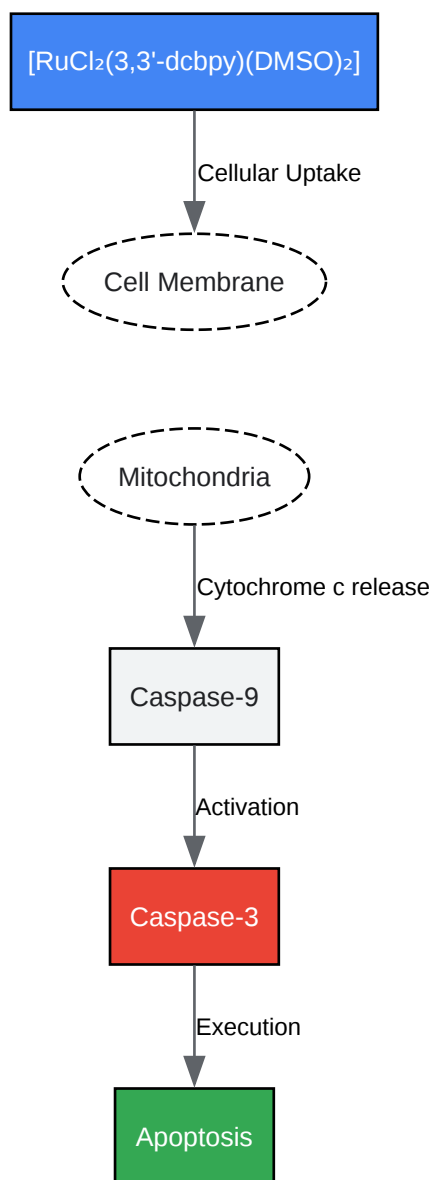 [RuCl₂(3,3'-dcbpy)(DMSO)₂]
Cellular Uptake
Cell Membrane
Mitochondria
Cytochrome c release
Caspase-9
Activation
Caspase-3
Execution
Apoptosis